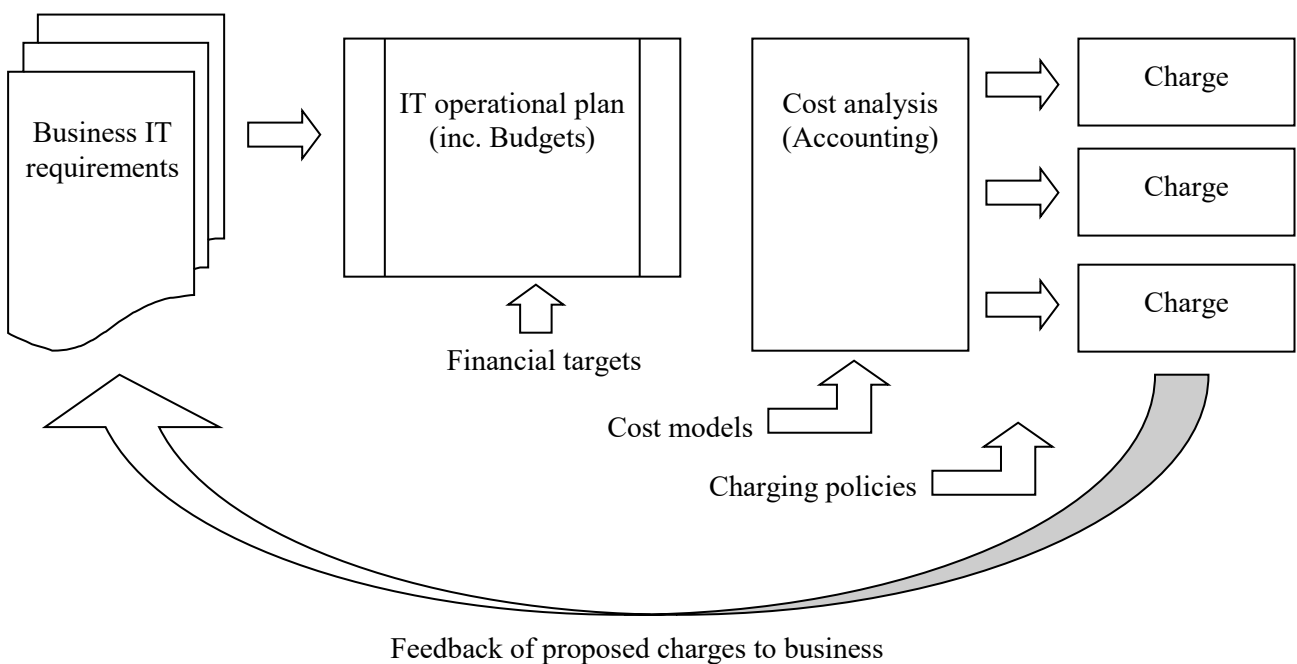 Business IT
requirements
IT operational plan
(inc. Budgets)
Cost analysis
(Accounting)
Charge
Charge
Charge
Financial targets
Cost models
Charging policies
Feedback of proposed charges to business